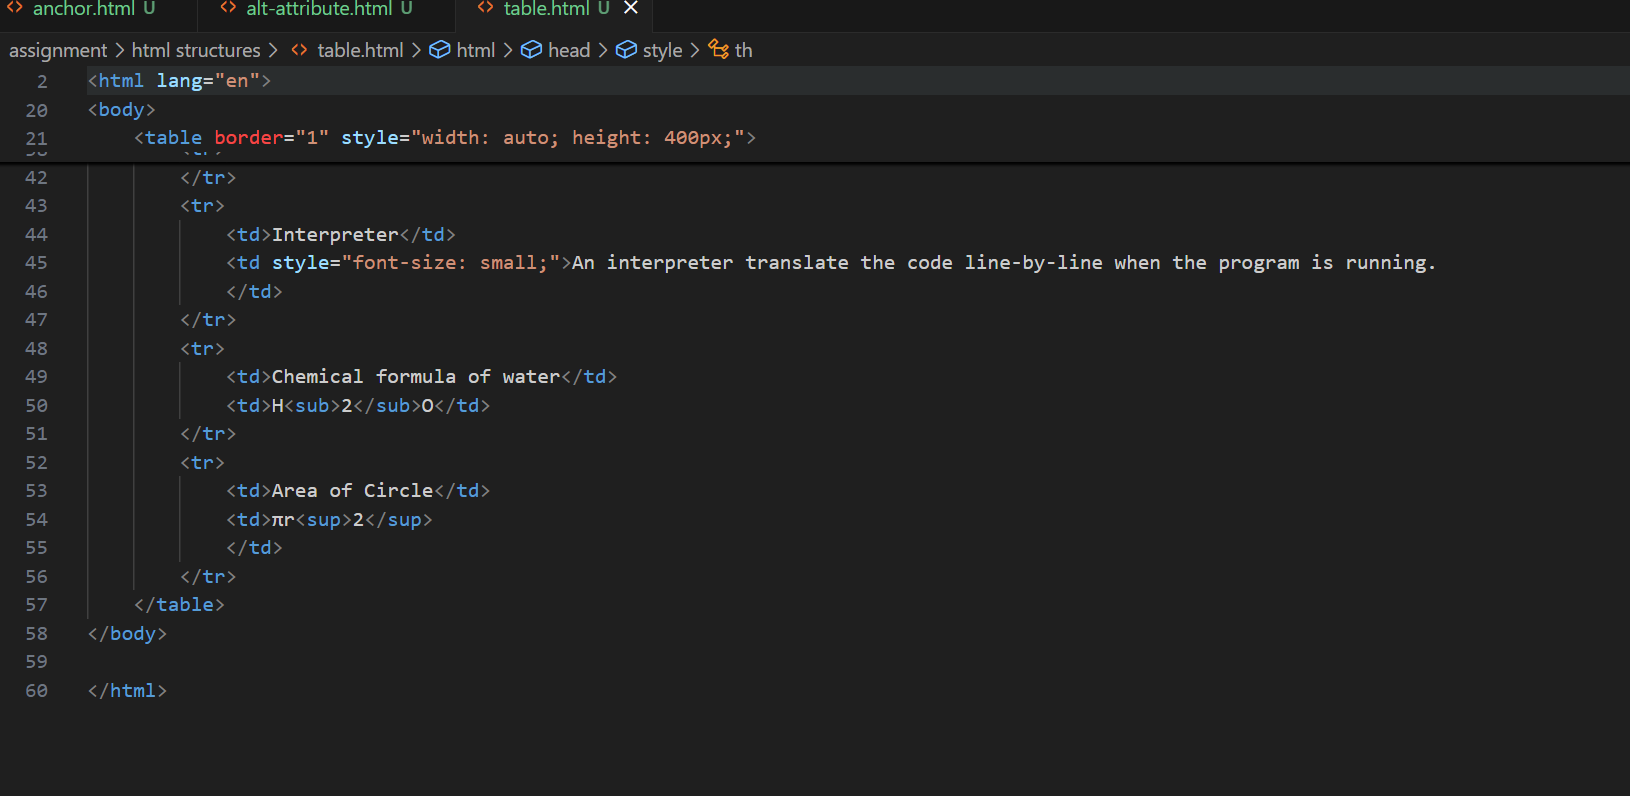 anchor.html U alt-attribute.html U table.html U
assignment > html structures > table.html > html > head > style > th
2 <html lang="en">
20 <body>
21 <table border="1" style="width: auto; height: 400px;">
42 </tr>
43 <tr>
44 <td>Interpreter</td>
45 <td style="font-size: small;">An interpreter translate the code line-by-line when the program is running.
46 </td>
47 </tr>
48 <tr>
49 <td>Chemical formula of water</td>
50 <td>H<sub>2</sub>O</td>
51 </tr>
52 <tr>
53 <td>Area of Circle</td>
54 <td>πr<sup>2</sup>
55 </td>
56 </tr>
57 </table>
58 </body>
59
60 </html>